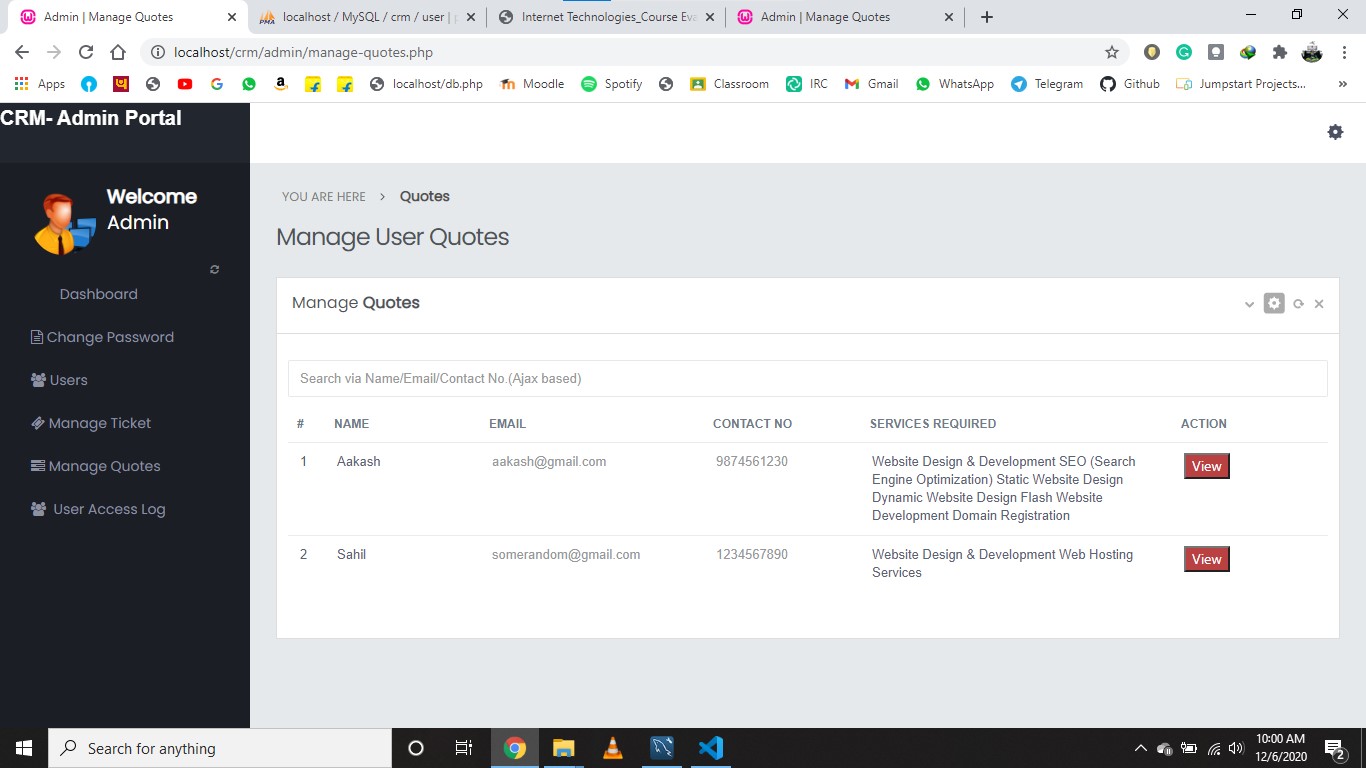 Admin | Manage Quotes
localhost / MySQL / crm / user |
Internet Technologies_Course Eva
Admin | Manage Quotes
localhost/crm/admin/manage-quotes.php
Apps
localhost/db.php
Moodle
Spotify
Classroom
IRC
Gmail
WhatsApp
Telegram
Github
Jumpstart Projects...
CRM- Admin Portal
Welcome
Admin
Dashboard
Change Password
Users
Manage Ticket
Manage Quotes
User Access Log
YOU ARE HERE > Quotes
Manage User Quotes
Manage Quotes
Search via Name/Email/Contact No.(Ajax based)
# NAME EMAIL CONTACT NO SERVICES REQUIRED ACTION
1 Aakash aakash@gmail.com 9874561230 Website Design & Development SEO (Search View
Engine Optimization) Static Website Design
Dynamic Website Design Flash Website
Development Domain Registration
2 Sahil somerandom@gmail.com 1234567890 Website Design & Development Web Hosting View
Services
Search for anything
10:00 AM
12/6/2020
2